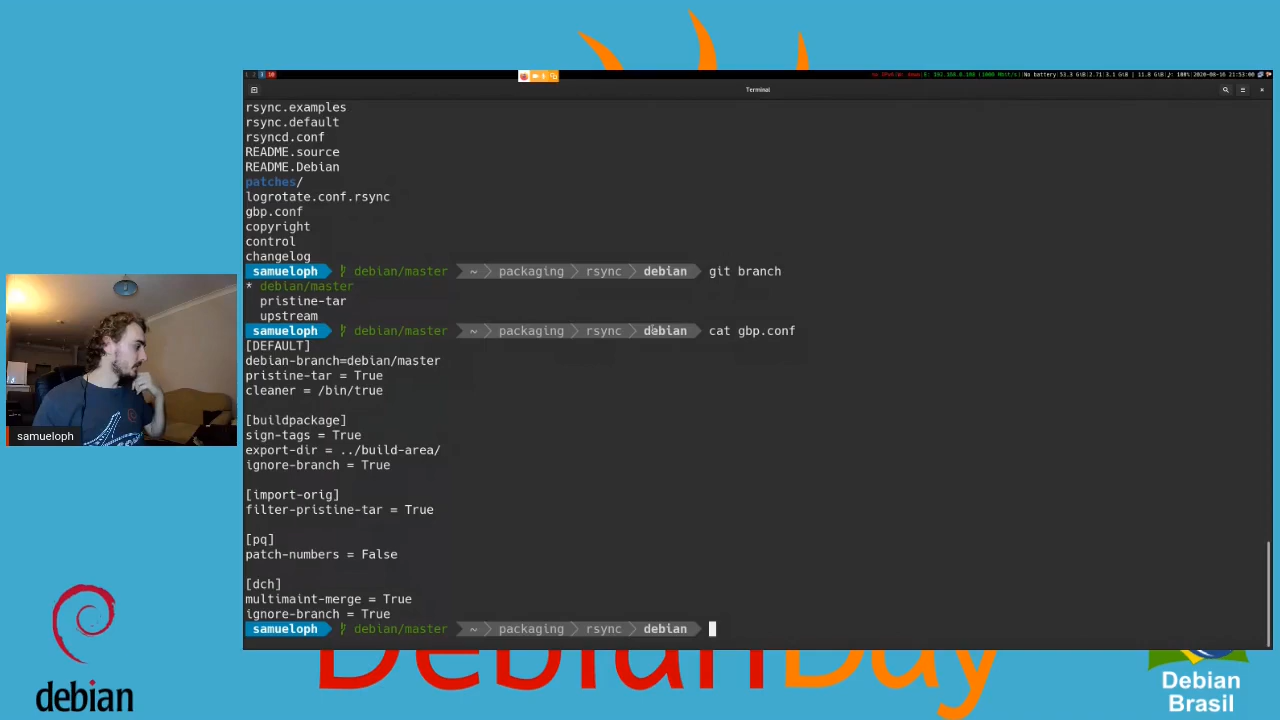 Terminal
rsync.examples
rsync.default
rsyncd.conf
README.source
README.Debian
patches/
logrotate.conf.rsync
gbp.conf
copyright
control
changelog
samueloph debian/master ~ packaging rsync debian git branch
* debian/master
pristine-tar
upstream
samueloph debian/master ~ packaging rsync debian cat gbp.conf
[DEFAULT]
debian-branch=debian/master
pristine-tar = True
cleaner = /bin/true
[buildpackage]
sign-tags = True
export-dir = ../build-area/
ignore-branch = True
[import-orig]
filter-pristine-tar = True
[pq]
patch-numbers = False
[dch]
multimaint-merge = True
ignore-branch = True
samueloph debian/master ~ packaging rsync debian
samueloph
debian
DebianDay
Debian
Brasil